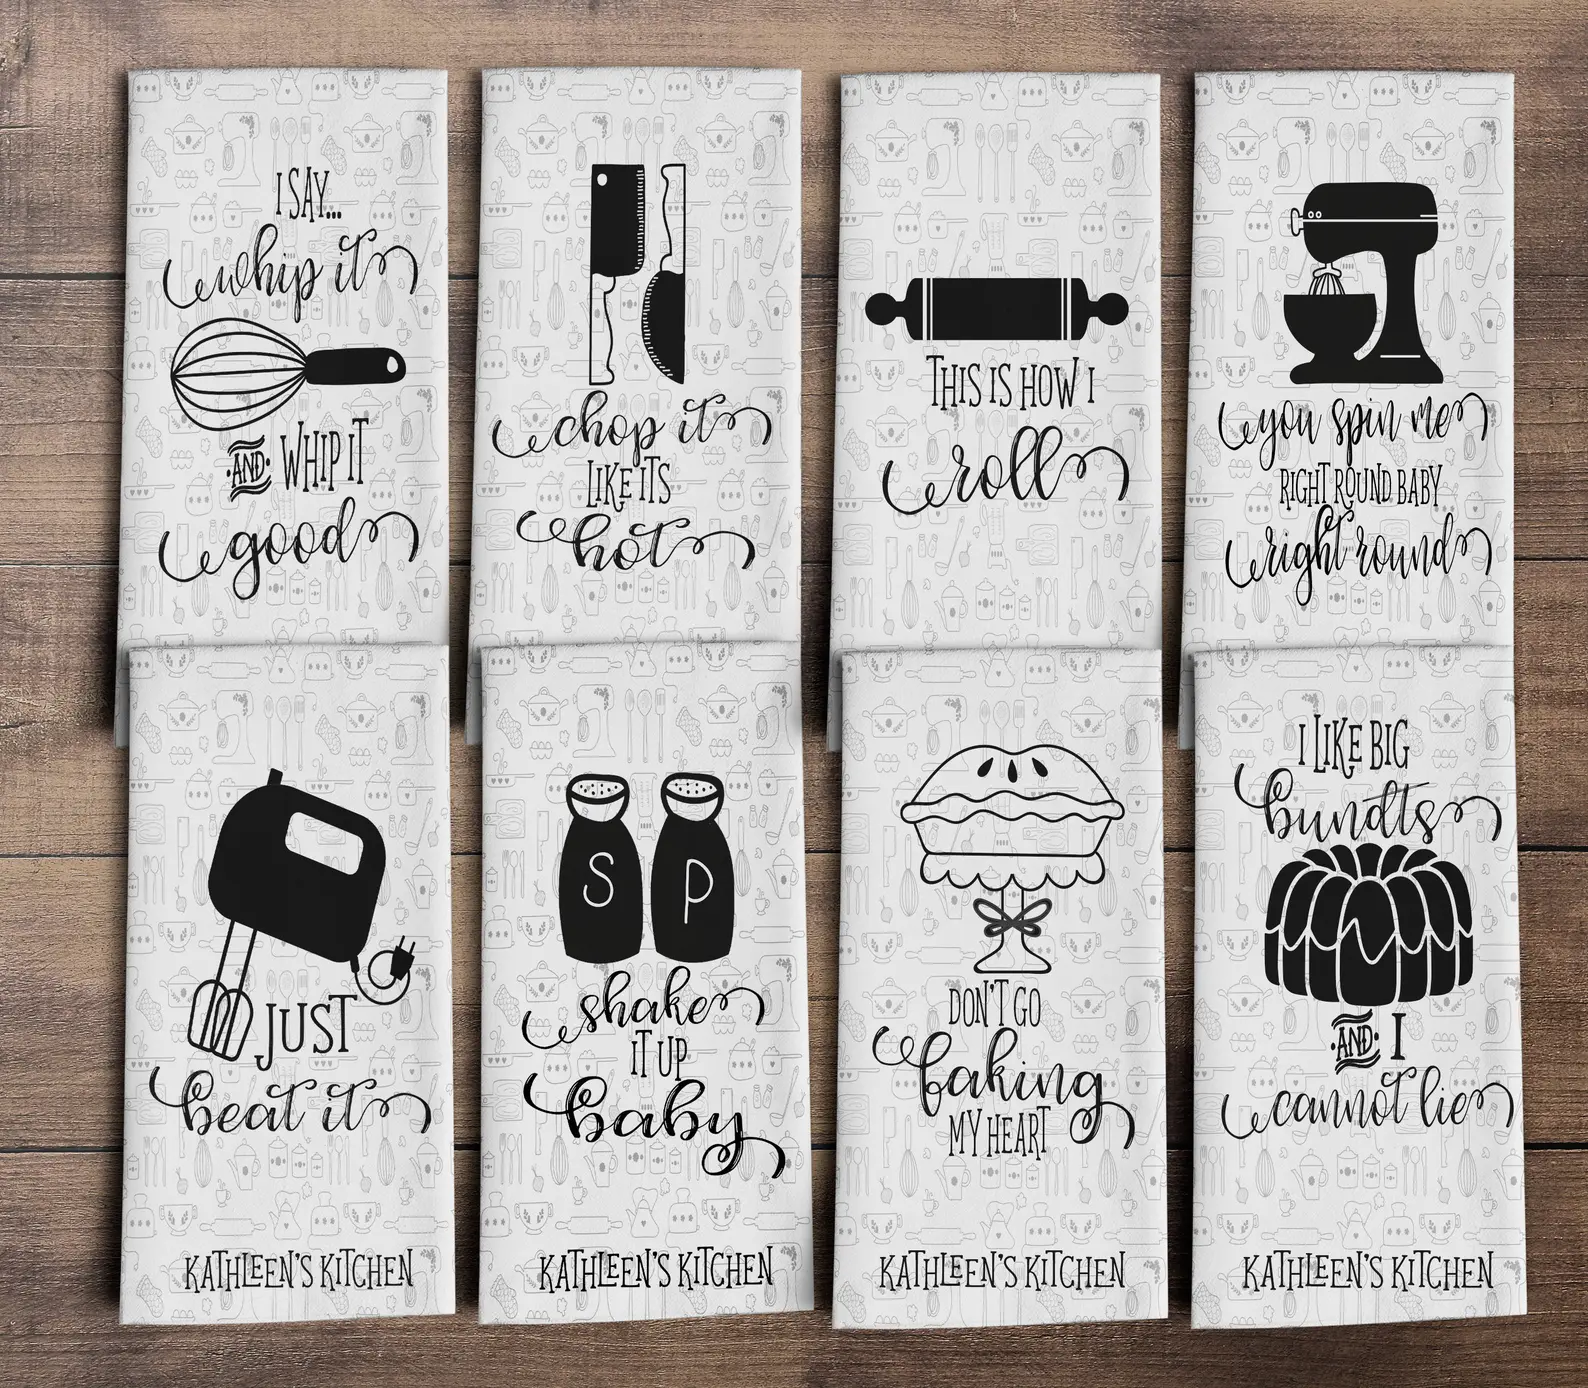 I SAY...
whip it
AND WHIP IT
good
chop it
LIKE ITS
hot
THIS IS HOW I
roll
you spin me
RIGHT ROUND BABY
right round
JUST
beat it
KATHLEEN'S KITCHEN
S P
shake
IT UP
baby
KATHLEEN'S KITCHEN
DON'T GO
baking
MY HEART
KATHLEEN'S KITCHEN
I LIKE BIG
bundts
AND I
cannot lie
KATHLEEN'S KITCHEN